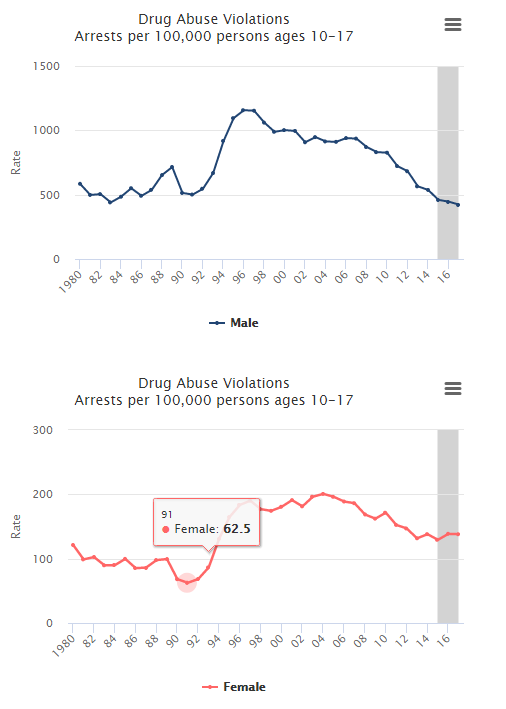 Drug Abuse Violations
Arrests per 100,000 persons ages 10-17
1500
1000
500
0
Rate
1980 82 84 86 88 90 92 94 96 98 00 02 04 06 08 10 12 14 16
Male
Drug Abuse Violations
Arrests per 100,000 persons ages 10-17
300
200
100
0
Rate
91
Female: 62.5
1980 82 84 86 88 90 92 94 96 98 00 02 04 06 08 10 12 14 16
Female